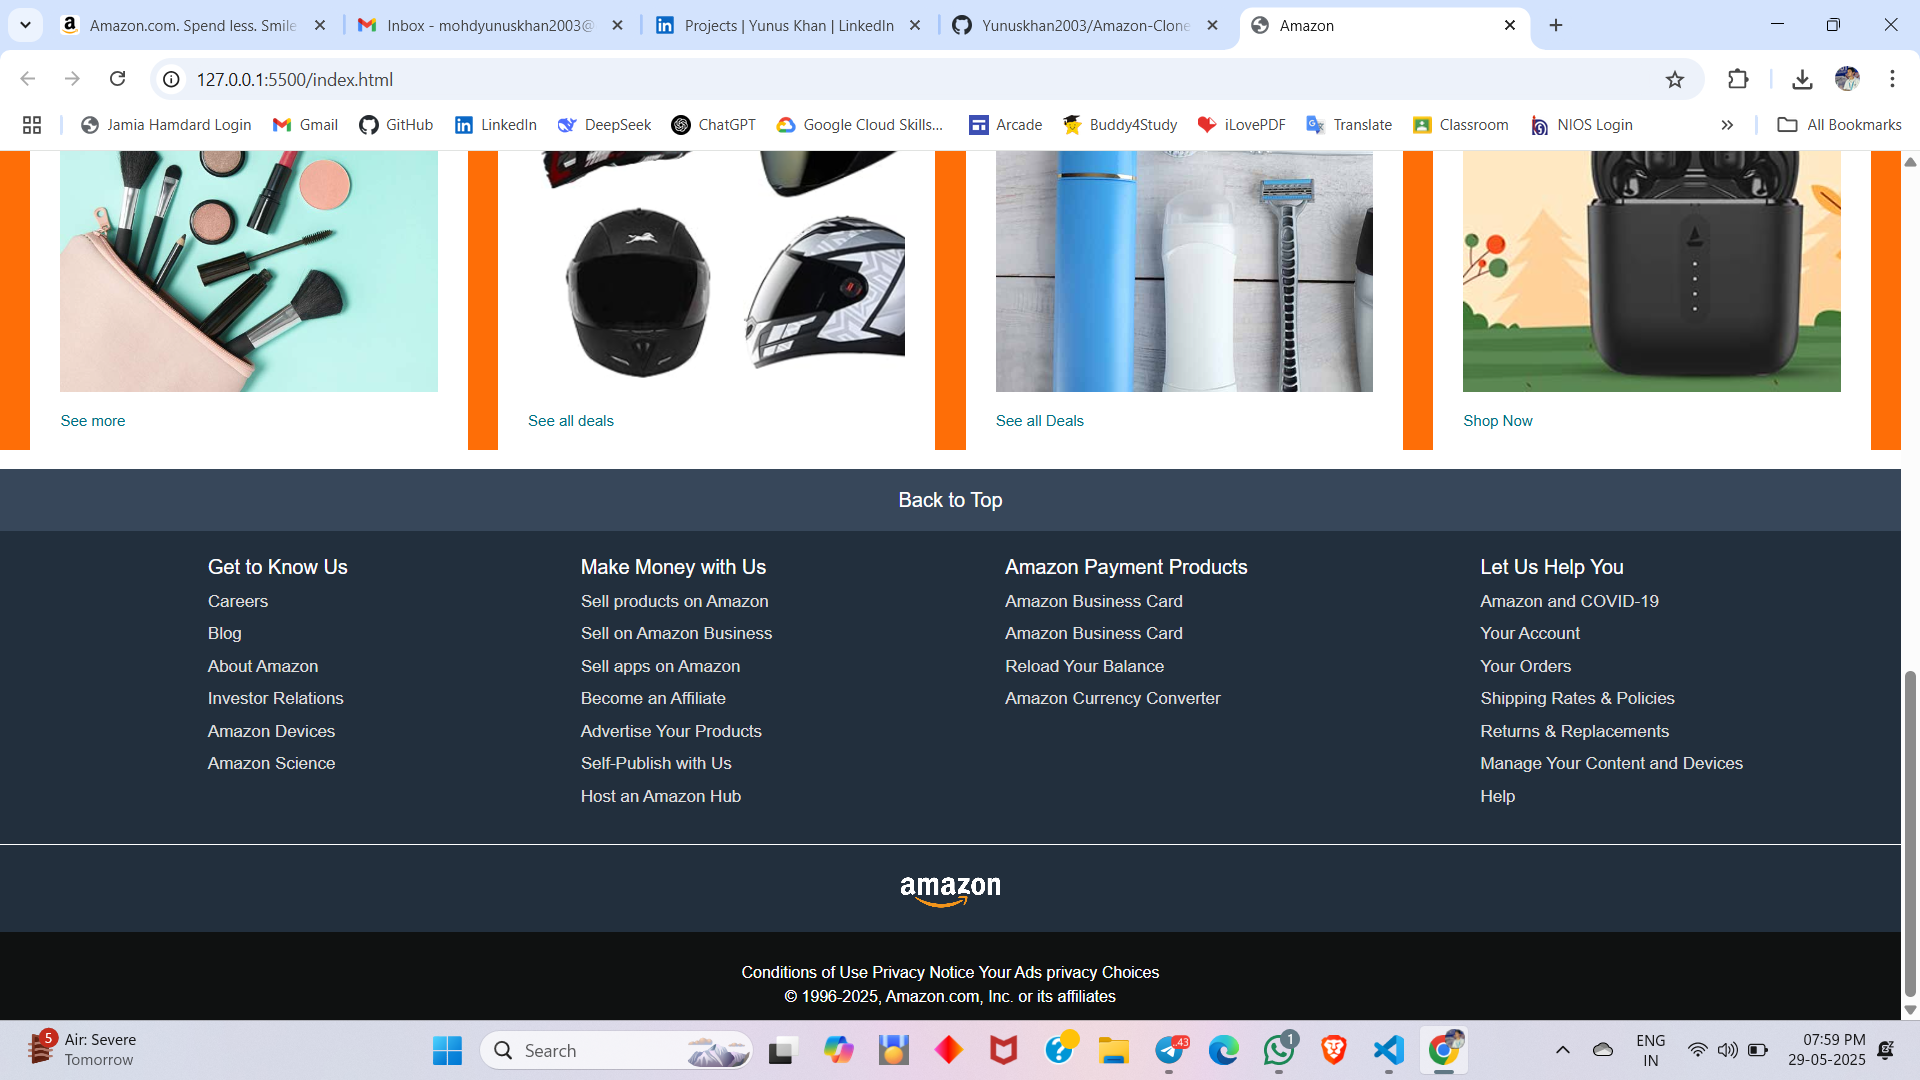 Amazon.com. Spend less. Smile
Inbox - mohdyunuskhan2003@
Projects | Yunus Khan | LinkedIn
Yunuskhan2003/Amazon-Clone
Amazon
127.0.0.1:5500/index.html
Jamia Hamdard Login
Gmail
GitHub
LinkedIn
DeepSeek
ChatGPT
Google Cloud Skills...
Arcade
Buddy4Study
iLovePDF
Translate
Classroom
NIOS Login
All Bookmarks
See more
See all deals
See all Deals
Shop Now
Back to Top
Get to Know Us
Careers
Blog
About Amazon
Investor Relations
Amazon Devices
Amazon Science
Make Money with Us
Sell products on Amazon
Sell on Amazon Business
Sell apps on Amazon
Become an Affiliate
Advertise Your Products
Self-Publish with Us
Host an Amazon Hub
Amazon Payment Products
Amazon Business Card
Amazon Business Card
Reload Your Balance
Amazon Currency Converter
Let Us Help You
Amazon and COVID-19
Your Account
Your Orders
Shipping Rates & Policies
Returns & Replacements
Manage Your Content and Devices
Help
amazon
Conditions of Use Privacy Notice Your Ads privacy Choices
© 1996-2025, Amazon.com, Inc. or its affiliates
5
Air: Severe
Tomorrow
Search
.43
1
ENG
IN
07:59 PM
29-05-2025